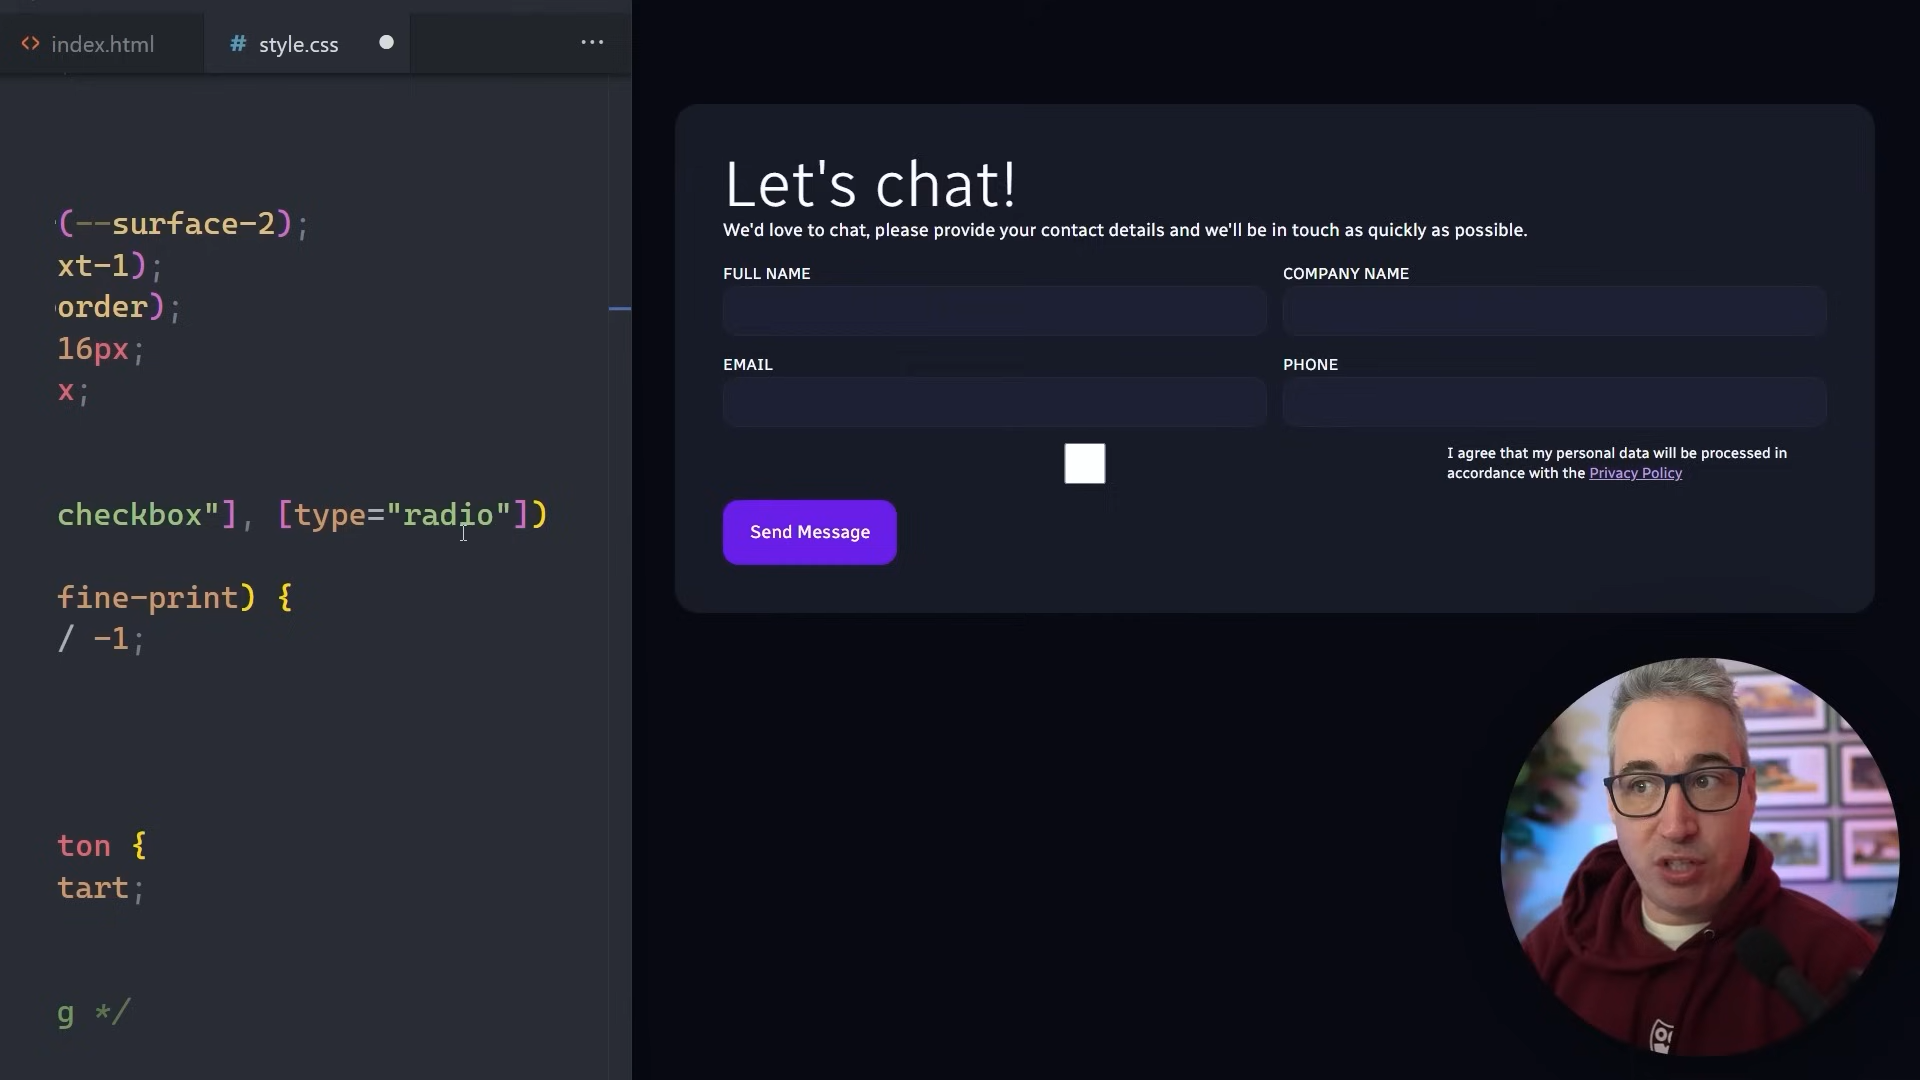 index.html
style.css
(--surface-2);
xt-1);
order);
16px;
x;
checkbox"], [type="radio"])
fine-print) {
/ -1;
ton {
tart;
g */
Let's chat!
We'd love to chat, please provide your contact details and we'll be in touch as quickly as possible.
FULL NAME
COMPANY NAME
EMAIL
PHONE
I agree that my personal data will be processed in
accordance with the Privacy Policy
Send Message